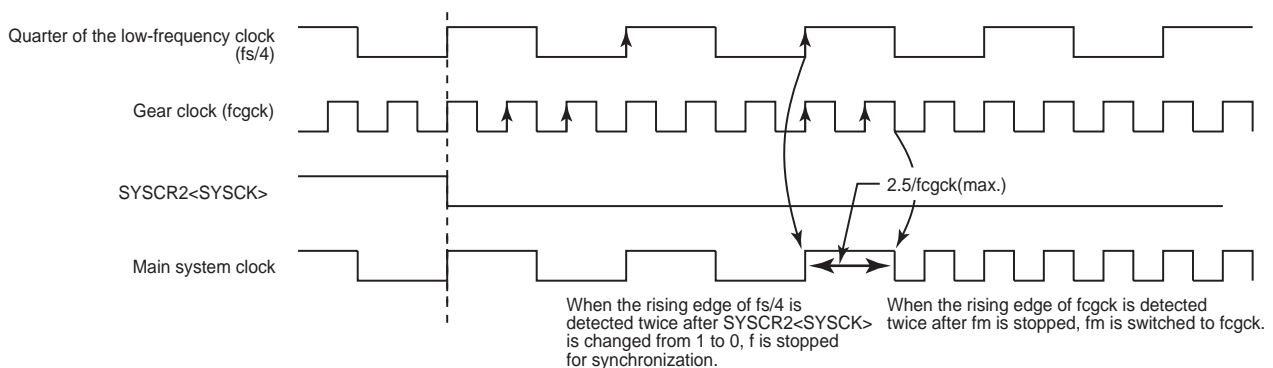 Quarter of the low-frequency clock
(fs/4)
Gear clock (fcgck)
SYSCR2<SYSCK>
2.5/fcgck(max.)
Main system clock
When the rising edge of fs/4 is
detected twice after SYSCR2<SYSCK>
is changed from 1 to 0, f is stopped
for synchronization.
When the rising edge of fcgck is detected
twice after fm is stopped, fm is switched to fcgck.